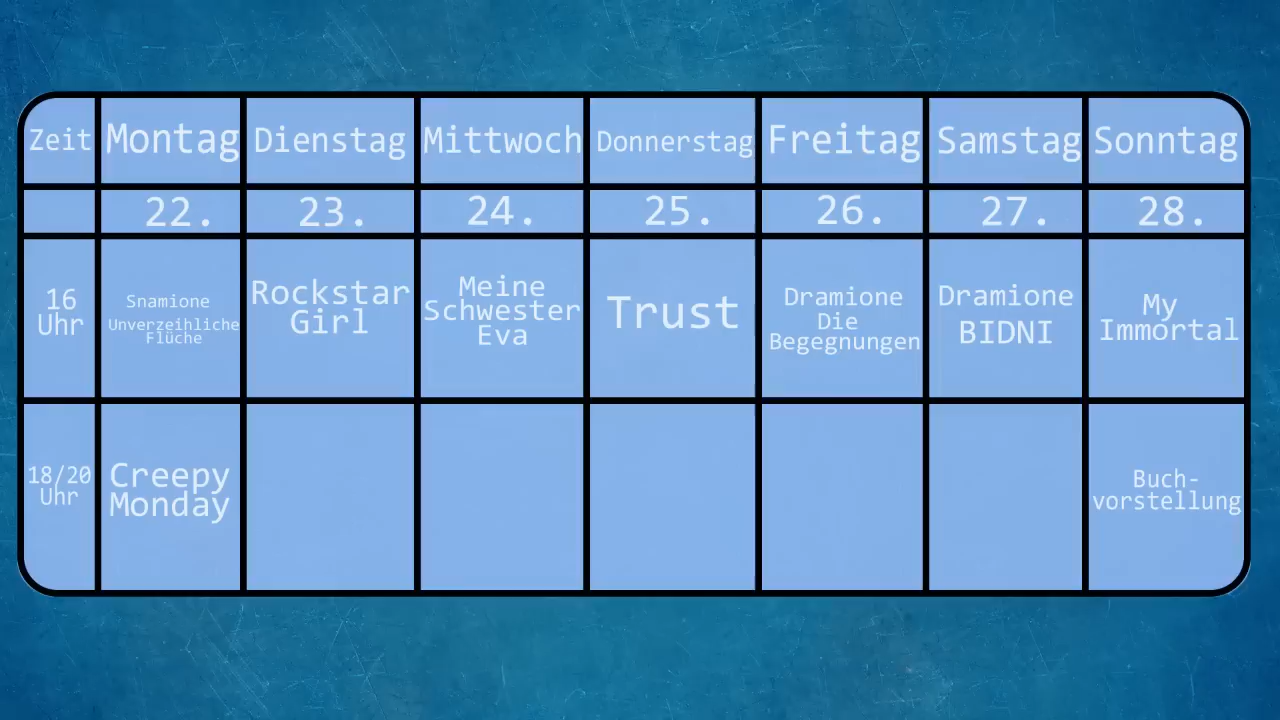 Zeit Montag Dienstag Mittwoch Donnerstag Freitag Samstag Sonntag
22. 23. 24. 25. 26. 27. 28.
16
Uhr
Snamione
Unverzeihliche
Flüche
Rockstar
Girl
Meine
Schwester
Eva
Trust
Dramione
Die
Begegnungen
Dramione
BIDNI
My
Immortal
18/20
Uhr
Creepy
Monday
Buch-
vorstellung